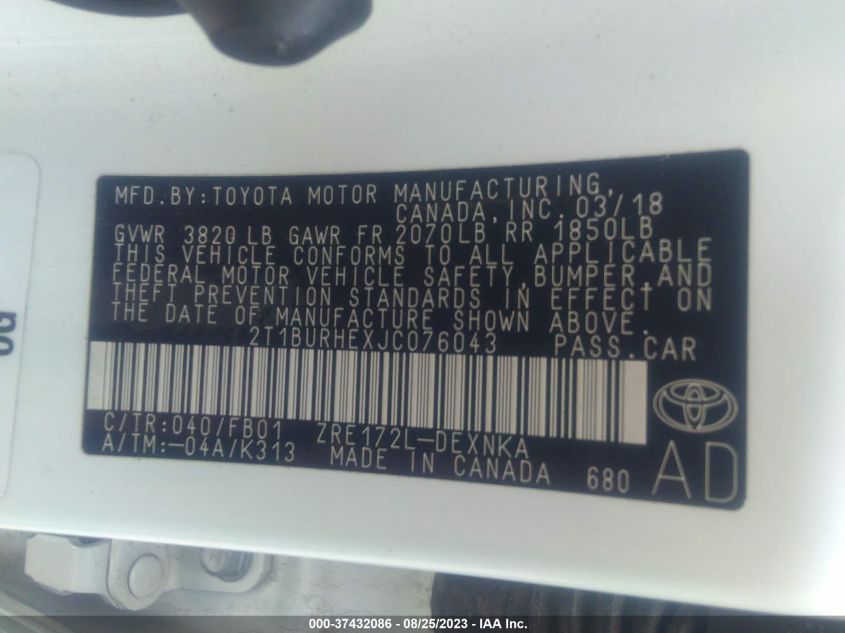 MFD.BY:TOYOTA MOTOR MANUFACTURING,
CANADA,INC. 03/18
GVWR 3820 LB GAWR FR 2070LB RR 1850LB
THIS VEHICLE CONFORMS TO ALL APPLICABLE
FEDERAL MOTOR VEHICLE SAFETY,BUMPER,AND
THEFT PREVENTION STANDARDS IN EFFECT ON
THE DATE OF MANUFACTURE SHOWN ABOVE.
2T1BURHEXJC076043 PASS.CAR
C/TR:040/FB01 ZRE172L-DEXNKA
A/TM:-04A/K313 MADE IN CANADA 680
AD
000-37432086 - 08/25/2023 - IAA Inc.